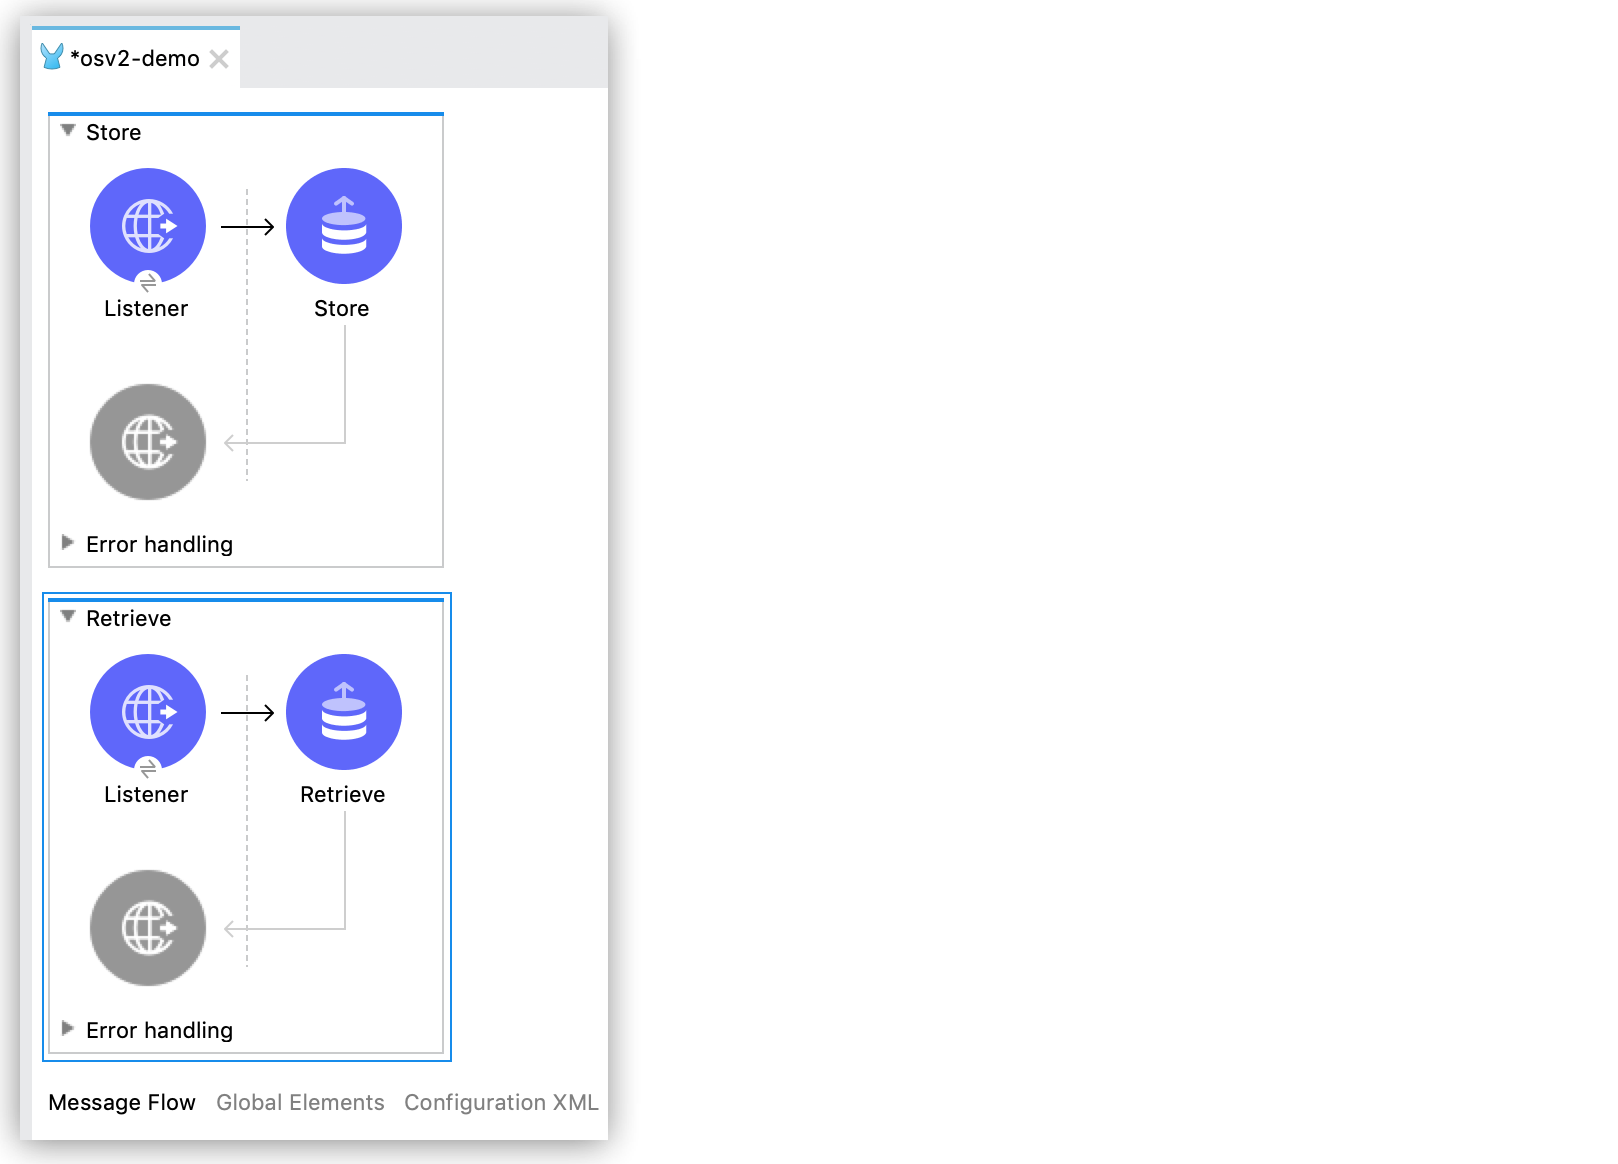 *osv2-demo
Store
Listener
Store
Error handling
Retrieve
Listener
Retrieve
Error handling
Message Flow Global Elements Configuration XML